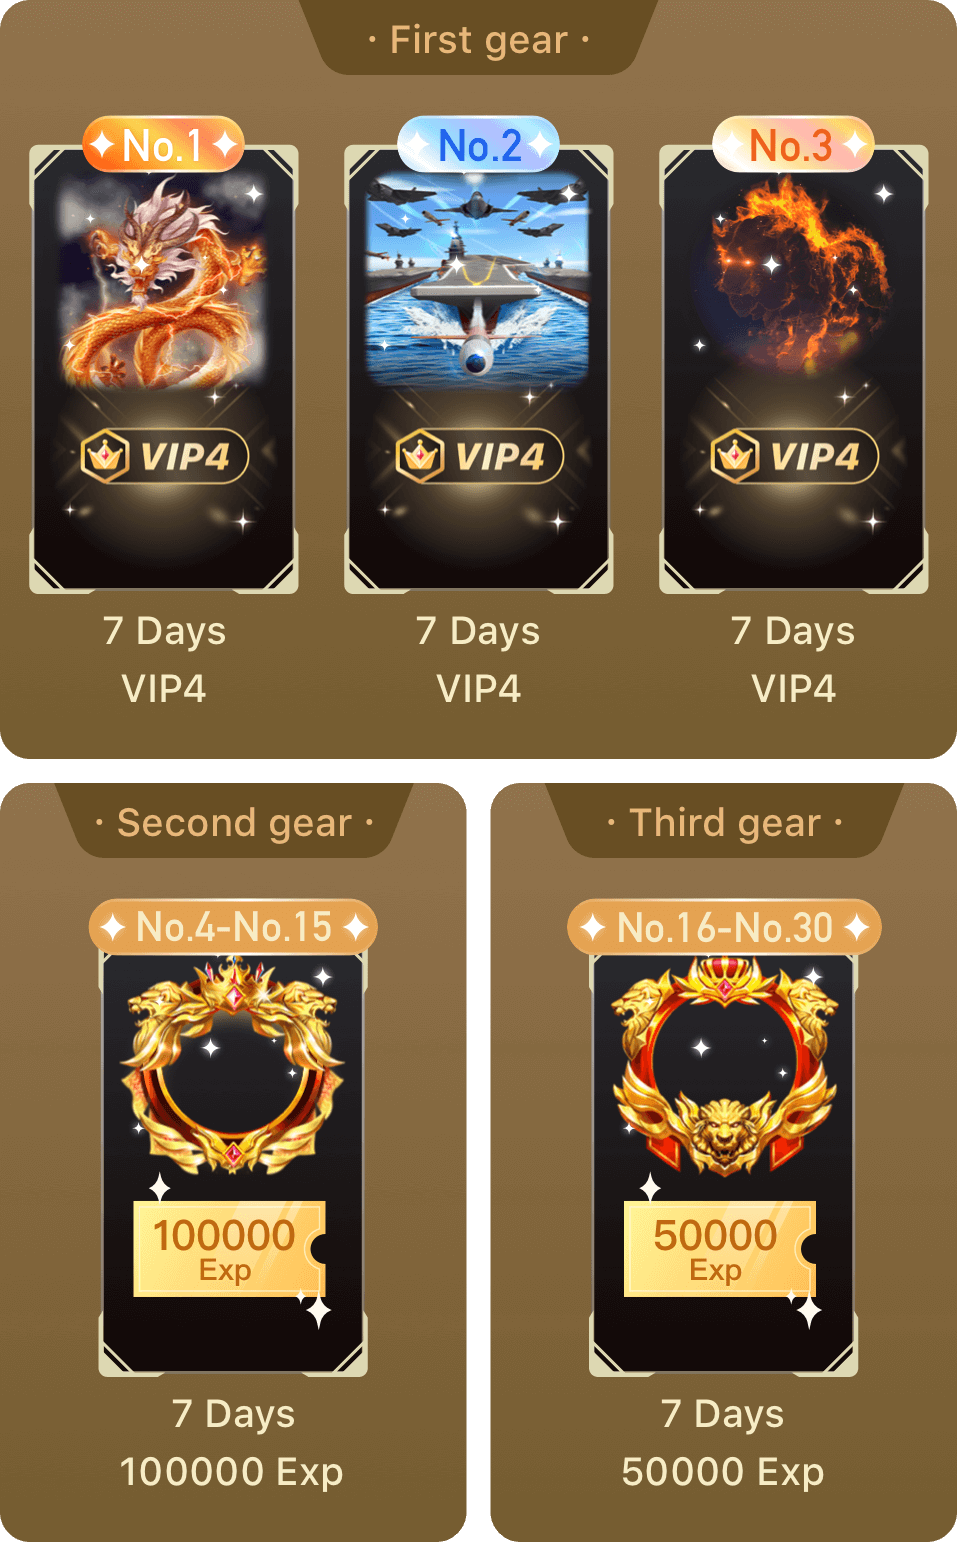 · First gear ·
No.1
No.2
No.3
VIP4
VIP4
VIP4
7 Days
VIP4
7 Days
VIP4
7 Days
VIP4
· Second gear ·
No.4-No.15
100000
Exp
7 Days
100000 Exp
· Third gear ·
No.16-No.30
50000
Exp
7 Days
50000 Exp